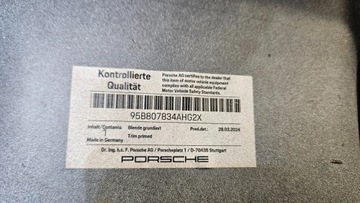 Kontrollierte
Qualität
Porsche AG certifies to the dealer that
this item of motor vehicle equipment
complies with all applicable Federal
Motor Vehicle Safety Standards.
95B807834AHG2X
Inhalt/Contents: Blende grundiert Prod.dat.: 28.03.2024
1 Trim primed
Made in Germany
Dr. Ing. h.c. F. Porsche AG / Porscheplatz 1 / D-70435 Stuttgart
PORSCHE